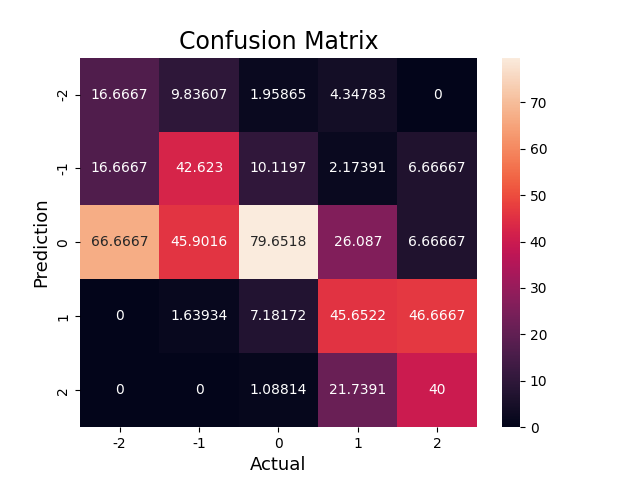 Confusion Matrix
-2 16.6667 9.83607 1.95865 4.34783 0
-1 16.6667 42.623 10.1197 2.17391 6.66667
0 66.6667 45.9016 79.6518 26.087 6.66667
1 0 1.63934 7.18172 45.6522 46.6667
2 0 0 1.08814 21.7391 40
-2 -1 0 1 2
Prediction
Actual
70
60
50
40
30
20
10
0